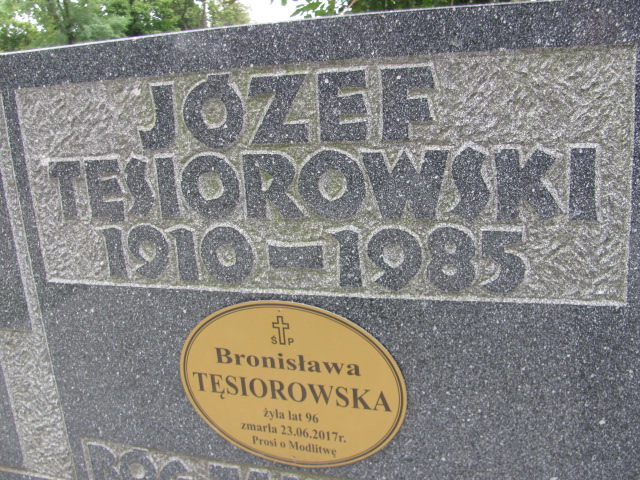 JÓZEF
TĘSIOROWSKI
1910-1985
Ś P
Bronisława
TĘSIOROWSKA
żyła lat 96
zmarła 23.06.2017r.
Prosi o Modlitwę